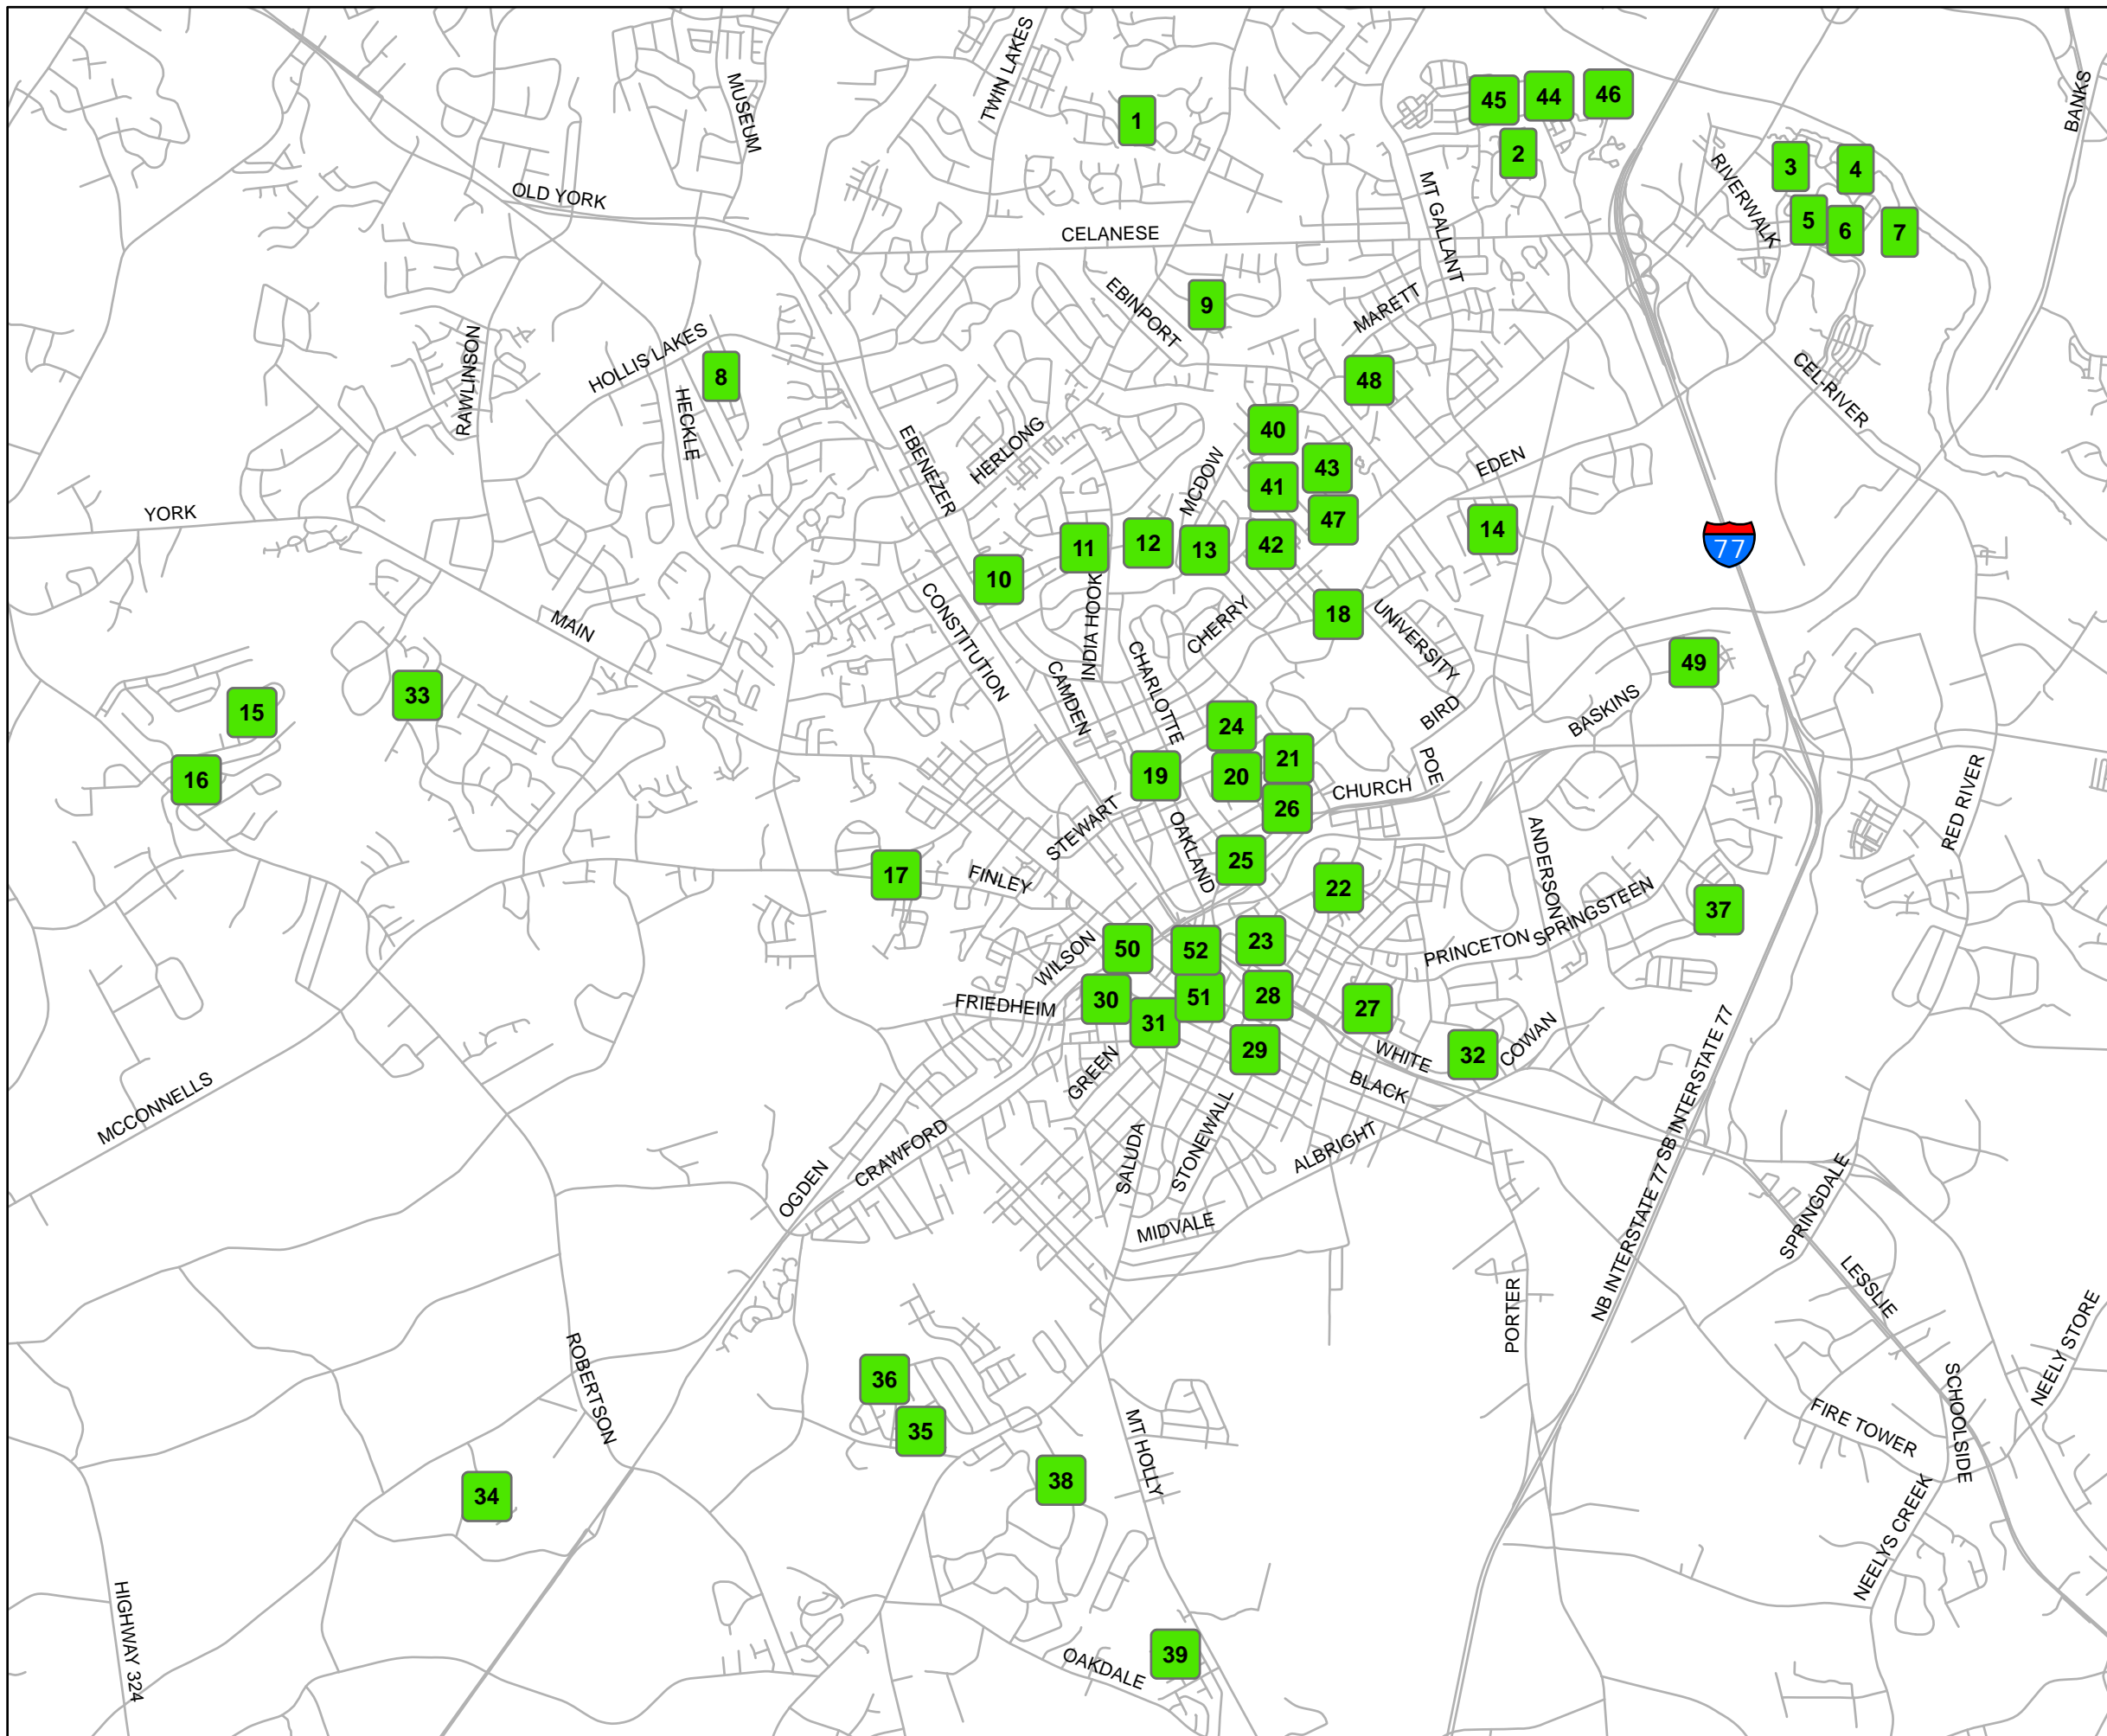 TWIN LAKES
BANKS
MUSEUM
45
44
46
1
2
3
4
OLD YORK
MT GALLANT
RIVERWALK
5
6
7
CELANESE
EBINPORT
9
MARETT
HOLLIS LAKES
8
48
RAWLINSON
HECKLE
CEL-RIVER
40
EBENEZER
HERLONG
MCDOW
43
EDEN
41
YORK
47
14
77
11
12
13
42
10
CONSTITUTION
INDIA HOOK
CHERRY
18
UNIVERSITY
MAIN
49
CAMDEN
CHARLOTTE
33
15
24
BIRD
BASKINS
16
19
20
21
POE
CHURCH
26
RED RIVER
STEWART
OAKLAND
25
ANDERSON
17
FINLEY
22
SPRINGSTEEN
37
50
52
23
PRINCETON
WILSON
FRIEDHEIM
30
51
28
27
31
29
WHITE
32
COWAN
GREEN
BLACK
MCCONNELLS
NB INTERSTATE 77 SB INTERSTATE 77
CRAWFORD
SALUDA
STONEWALL
ALBRIGHT
OGDEN
SPRINGDALE
MIDVALE
LESSLIE
PORTER
NEELY STORE
ROBERTSON
36
SCHOOLSIDE
35
MT HOLLY
FIRE TOWER
38
34
NEELYS CREEK
HIGHWAY 324
39
OAKDALE